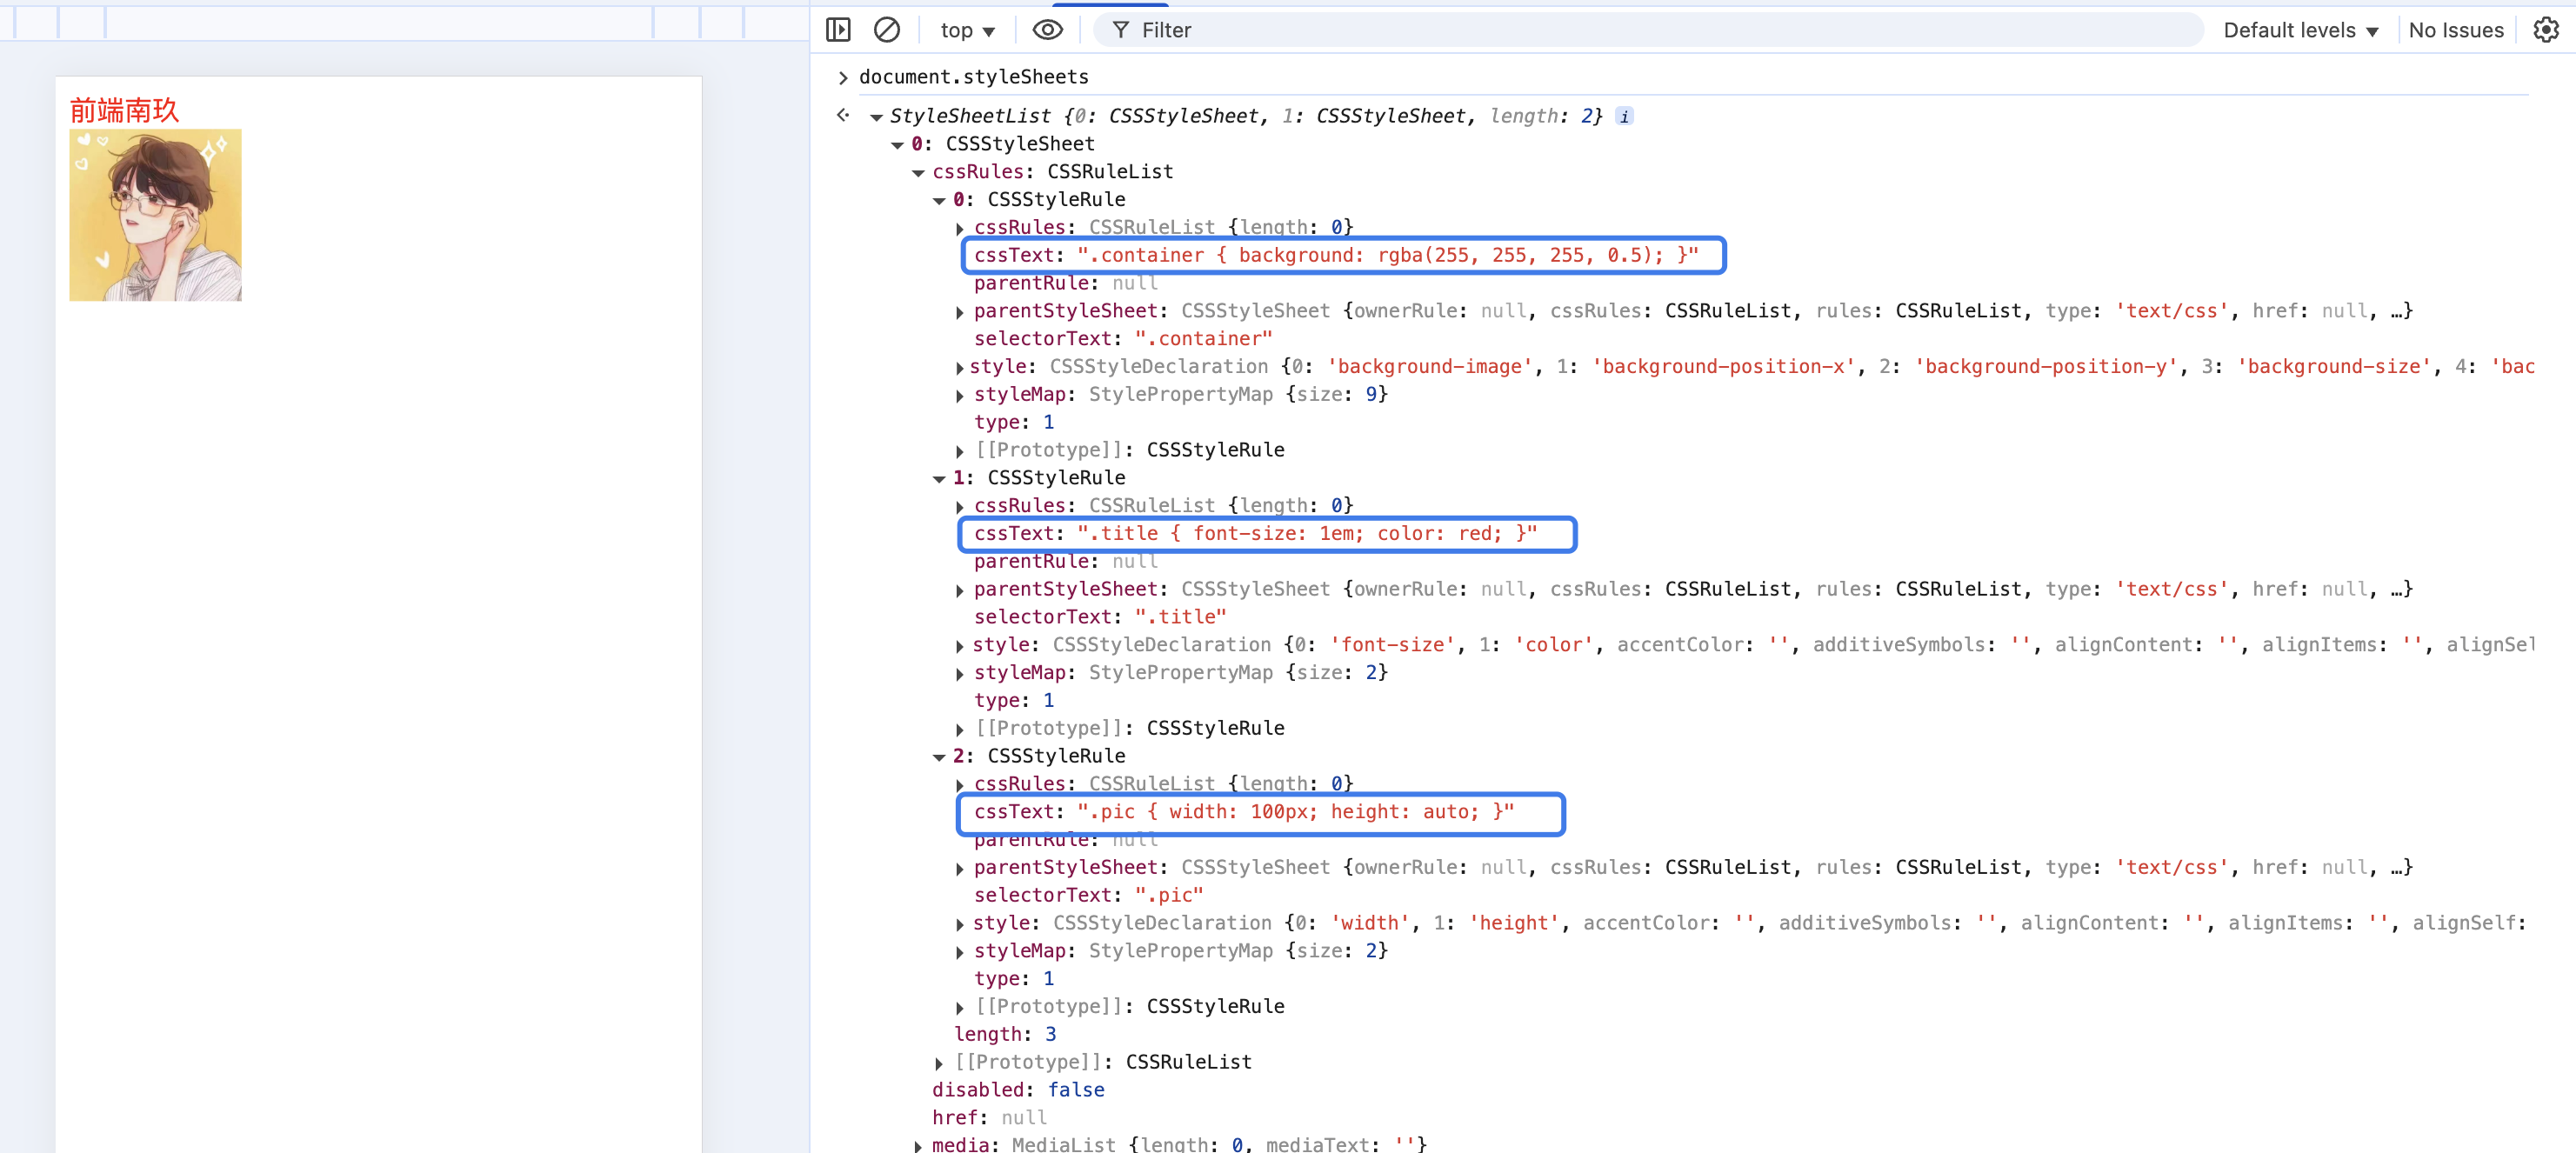 top ▼ Filter Default levels ▼ No Issues
前端南玖
> document.styleSheets
StyleSheetList {0: CSSStyleSheet, 1: CSSStyleSheet, length: 2} i
0: CSSStyleSheet
cssRules: CSSRuleList
0: CSSStyleRule
cssRules: CSSRuleList {length: 0}
cssText: ".container { background: rgba(255, 255, 255, 0.5); }"
parentRule: null
parentStyleSheet: CSSStyleSheet {ownerRule: null, cssRules: CSSRuleList, rules: CSSRuleList, type: 'text/css', href: null, …}
selectorText: ".container"
style: CSSStyleDeclaration {0: 'background-image', 1: 'background-position-x', 2: 'background-position-y', 3: 'background-size', 4: 'bac
styleMap: StylePropertyMap {size: 9}
type: 1
[[Prototype]]: CSSStyleRule
1: CSSStyleRule
cssRules: CSSRuleList {length: 0}
cssText: ".title { font-size: 1em; color: red; }"
parentRule: null
parentStyleSheet: CSSStyleSheet {ownerRule: null, cssRules: CSSRuleList, rules: CSSRuleList, type: 'text/css', href: null, …}
selectorText: ".title"
style: CSSStyleDeclaration {0: 'font-size', 1: 'color', accentColor: '', additiveSymbols: '', alignContent: '', alignItems: '', alignSel
styleMap: StylePropertyMap {size: 2}
type: 1
[[Prototype]]: CSSStyleRule
2: CSSStyleRule
cssRules: CSSRuleList {length: 0}
cssText: ".pic { width: 100px; height: auto; }"
parentRule: null
parentStyleSheet: CSSStyleSheet {ownerRule: null, cssRules: CSSRuleList, rules: CSSRuleList, type: 'text/css', href: null, …}
selectorText: ".pic"
style: CSSStyleDeclaration {0: 'width', 1: 'height', accentColor: '', additiveSymbols: '', alignContent: '', alignItems: '', alignSelf:
styleMap: StylePropertyMap {size: 2}
type: 1
[[Prototype]]: CSSStyleRule
length: 3
[[Prototype]]: CSSRuleList
disabled: false
href: null
media: MediaList {length: 0, mediaText: ''}